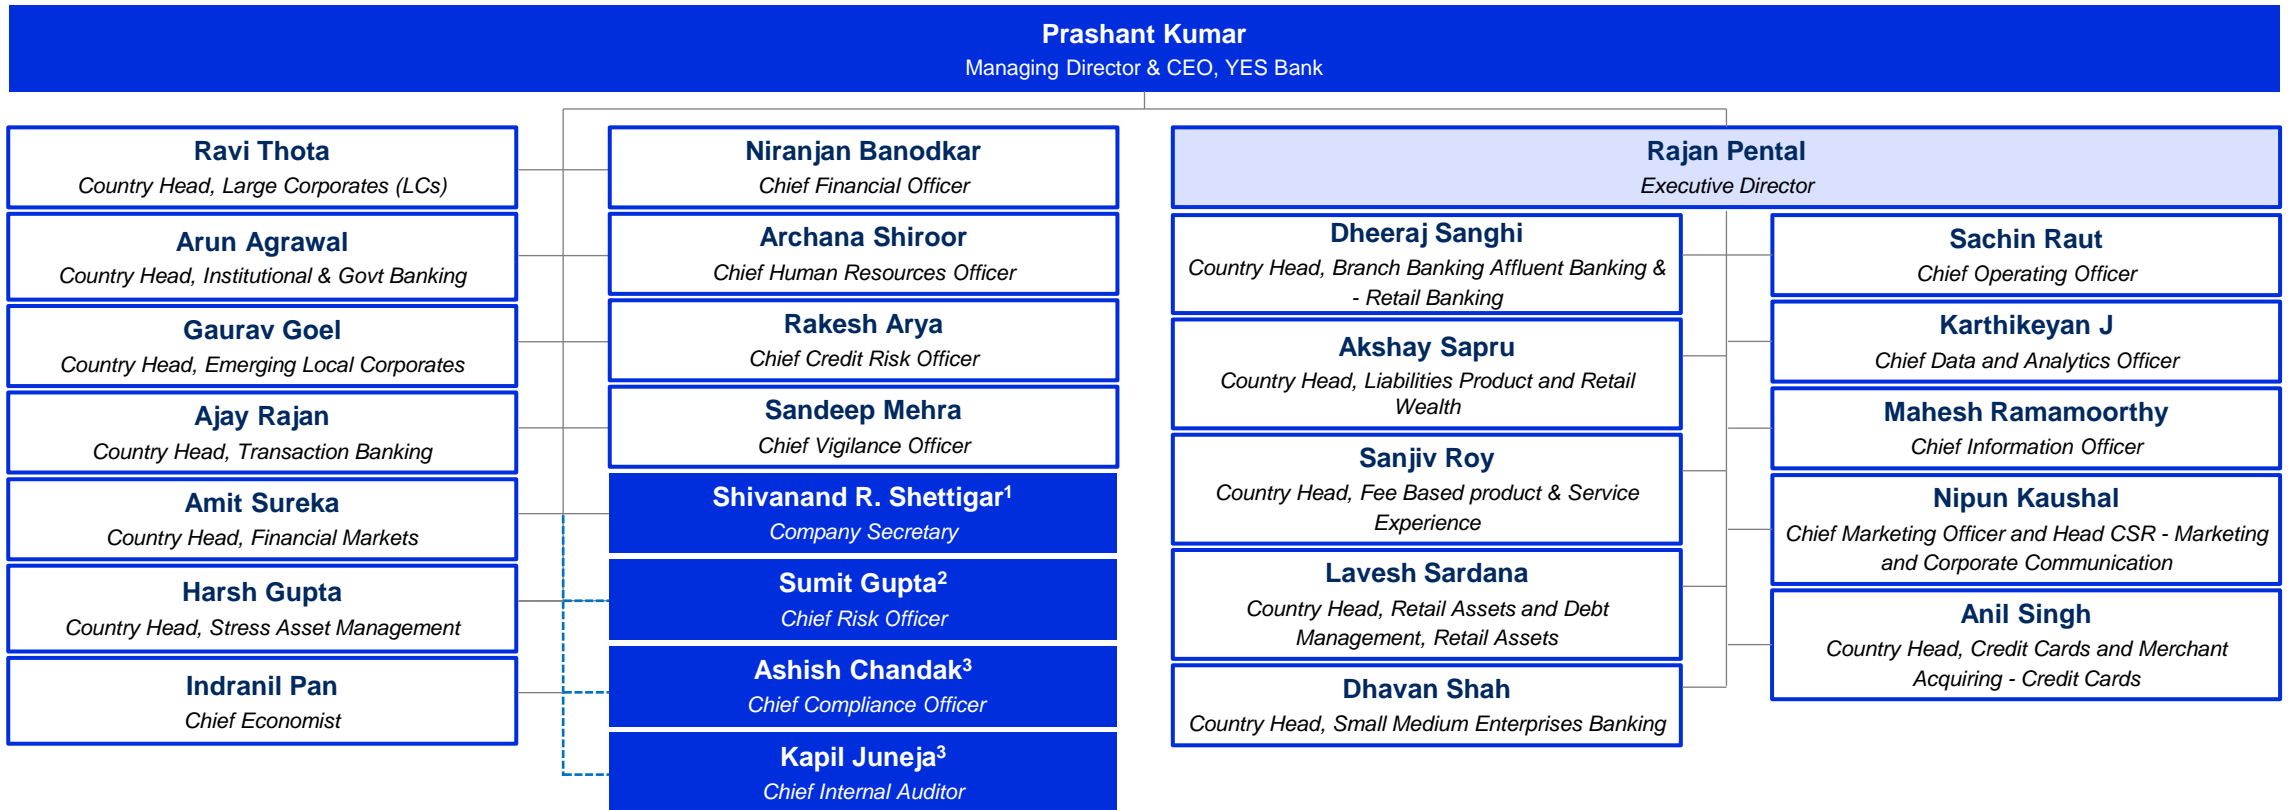 Prashant Kumar
Managing Director & CEO, YES Bank
Ravi Thota
Country Head, Large Corporates (LCs)
Arun Agrawal
Country Head, Institutional & Govt Banking
Gaurav Goel
Country Head, Emerging Local Corporates
Ajay Rajan
Country Head, Transaction Banking
Amit Sureka
Country Head, Financial Markets
Harsh Gupta
Country Head, Stress Asset Management
Indranil Pan
Chief Economist
Niranjan Banodkar
Chief Financial Officer
Archana Shiroor
Chief Human Resources Officer
Rakesh Arya
Chief Credit Risk Officer
Sandeep Mehra
Chief Vigilance Officer
Shivanand R. Shettigar¹
Company Secretary
Sumit Gupta²
Chief Risk Officer
Ashish Chandak³
Chief Compliance Officer
Kapil Juneja³
Chief Internal Auditor
Rajan Pental
Executive Director
Dheeraj Sanghi
Country Head, Branch Banking Affluent Banking &
- Retail Banking
Akshay Sapru
Country Head, Liabilities Product and Retail
Wealth
Sanjiv Roy
Country Head, Fee Based product & Service
Experience
Lavesh Sardana
Country Head, Retail Assets and Debt
Management, Retail Assets
Dhavan Shah
Country Head, Small Medium Enterprises Banking
Sachin Raut
Chief Operating Officer
Karthikeyan J
Chief Data and Analytics Officer
Mahesh Ramamoorthy
Chief Information Officer
Nipun Kaushal
Chief Marketing Officer and Head CSR - Marketing
and Corporate Communication
Anil Singh
Country Head, Credit Cards and Merchant
Acquiring - Credit Cards